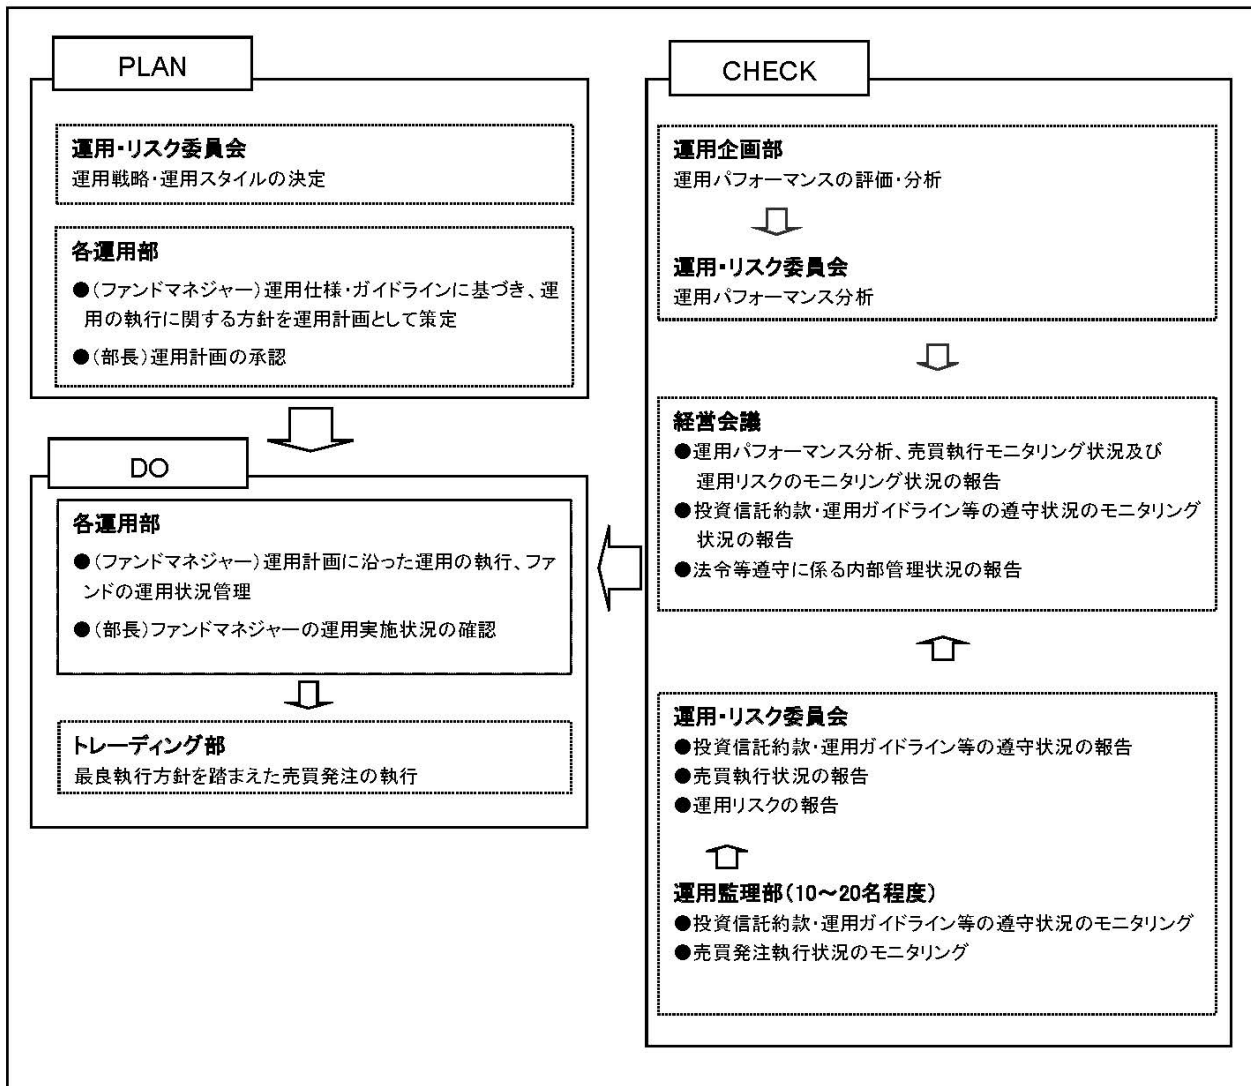 PLAN
運用・リスク委員会
運用戦略・運用スタイルの決定
各運用部
●(ファンドマネジャー)運用仕様・ガイドラインに基づき、運
用の執行に関する方針を運用計画として策定
●(部長)運用計画の承認
DO
各運用部
●(ファンドマネジャー)運用計画に沿った運用の執行、ファ
ンドの運用状況管理
●(部長)ファンドマネジャーの運用実施状況の確認
トレーディング部
最良執行方針を踏まえた売買発注の執行
CHECK
運用企画部
運用パフォーマンスの評価・分析
運用・リスク委員会
運用パフォーマンス分析
経営会議
●運用パフォーマンス分析、売買執行モニタリング状況及び
運用リスクのモニタリング状況の報告
●投資信託約款・運用ガイドライン等の遵守状況のモニタリング
状況の報告
●法令等遵守に係る内部管理状況の報告
運用・リスク委員会
●投資信託約款・運用ガイドライン等の遵守状況の報告
●売買執行状況の報告
●運用リスクの報告
運用監理部(10～20名程度)
●投資信託約款・運用ガイドライン等の遵守状況のモニタリング
●売買発注執行状況のモニタリング